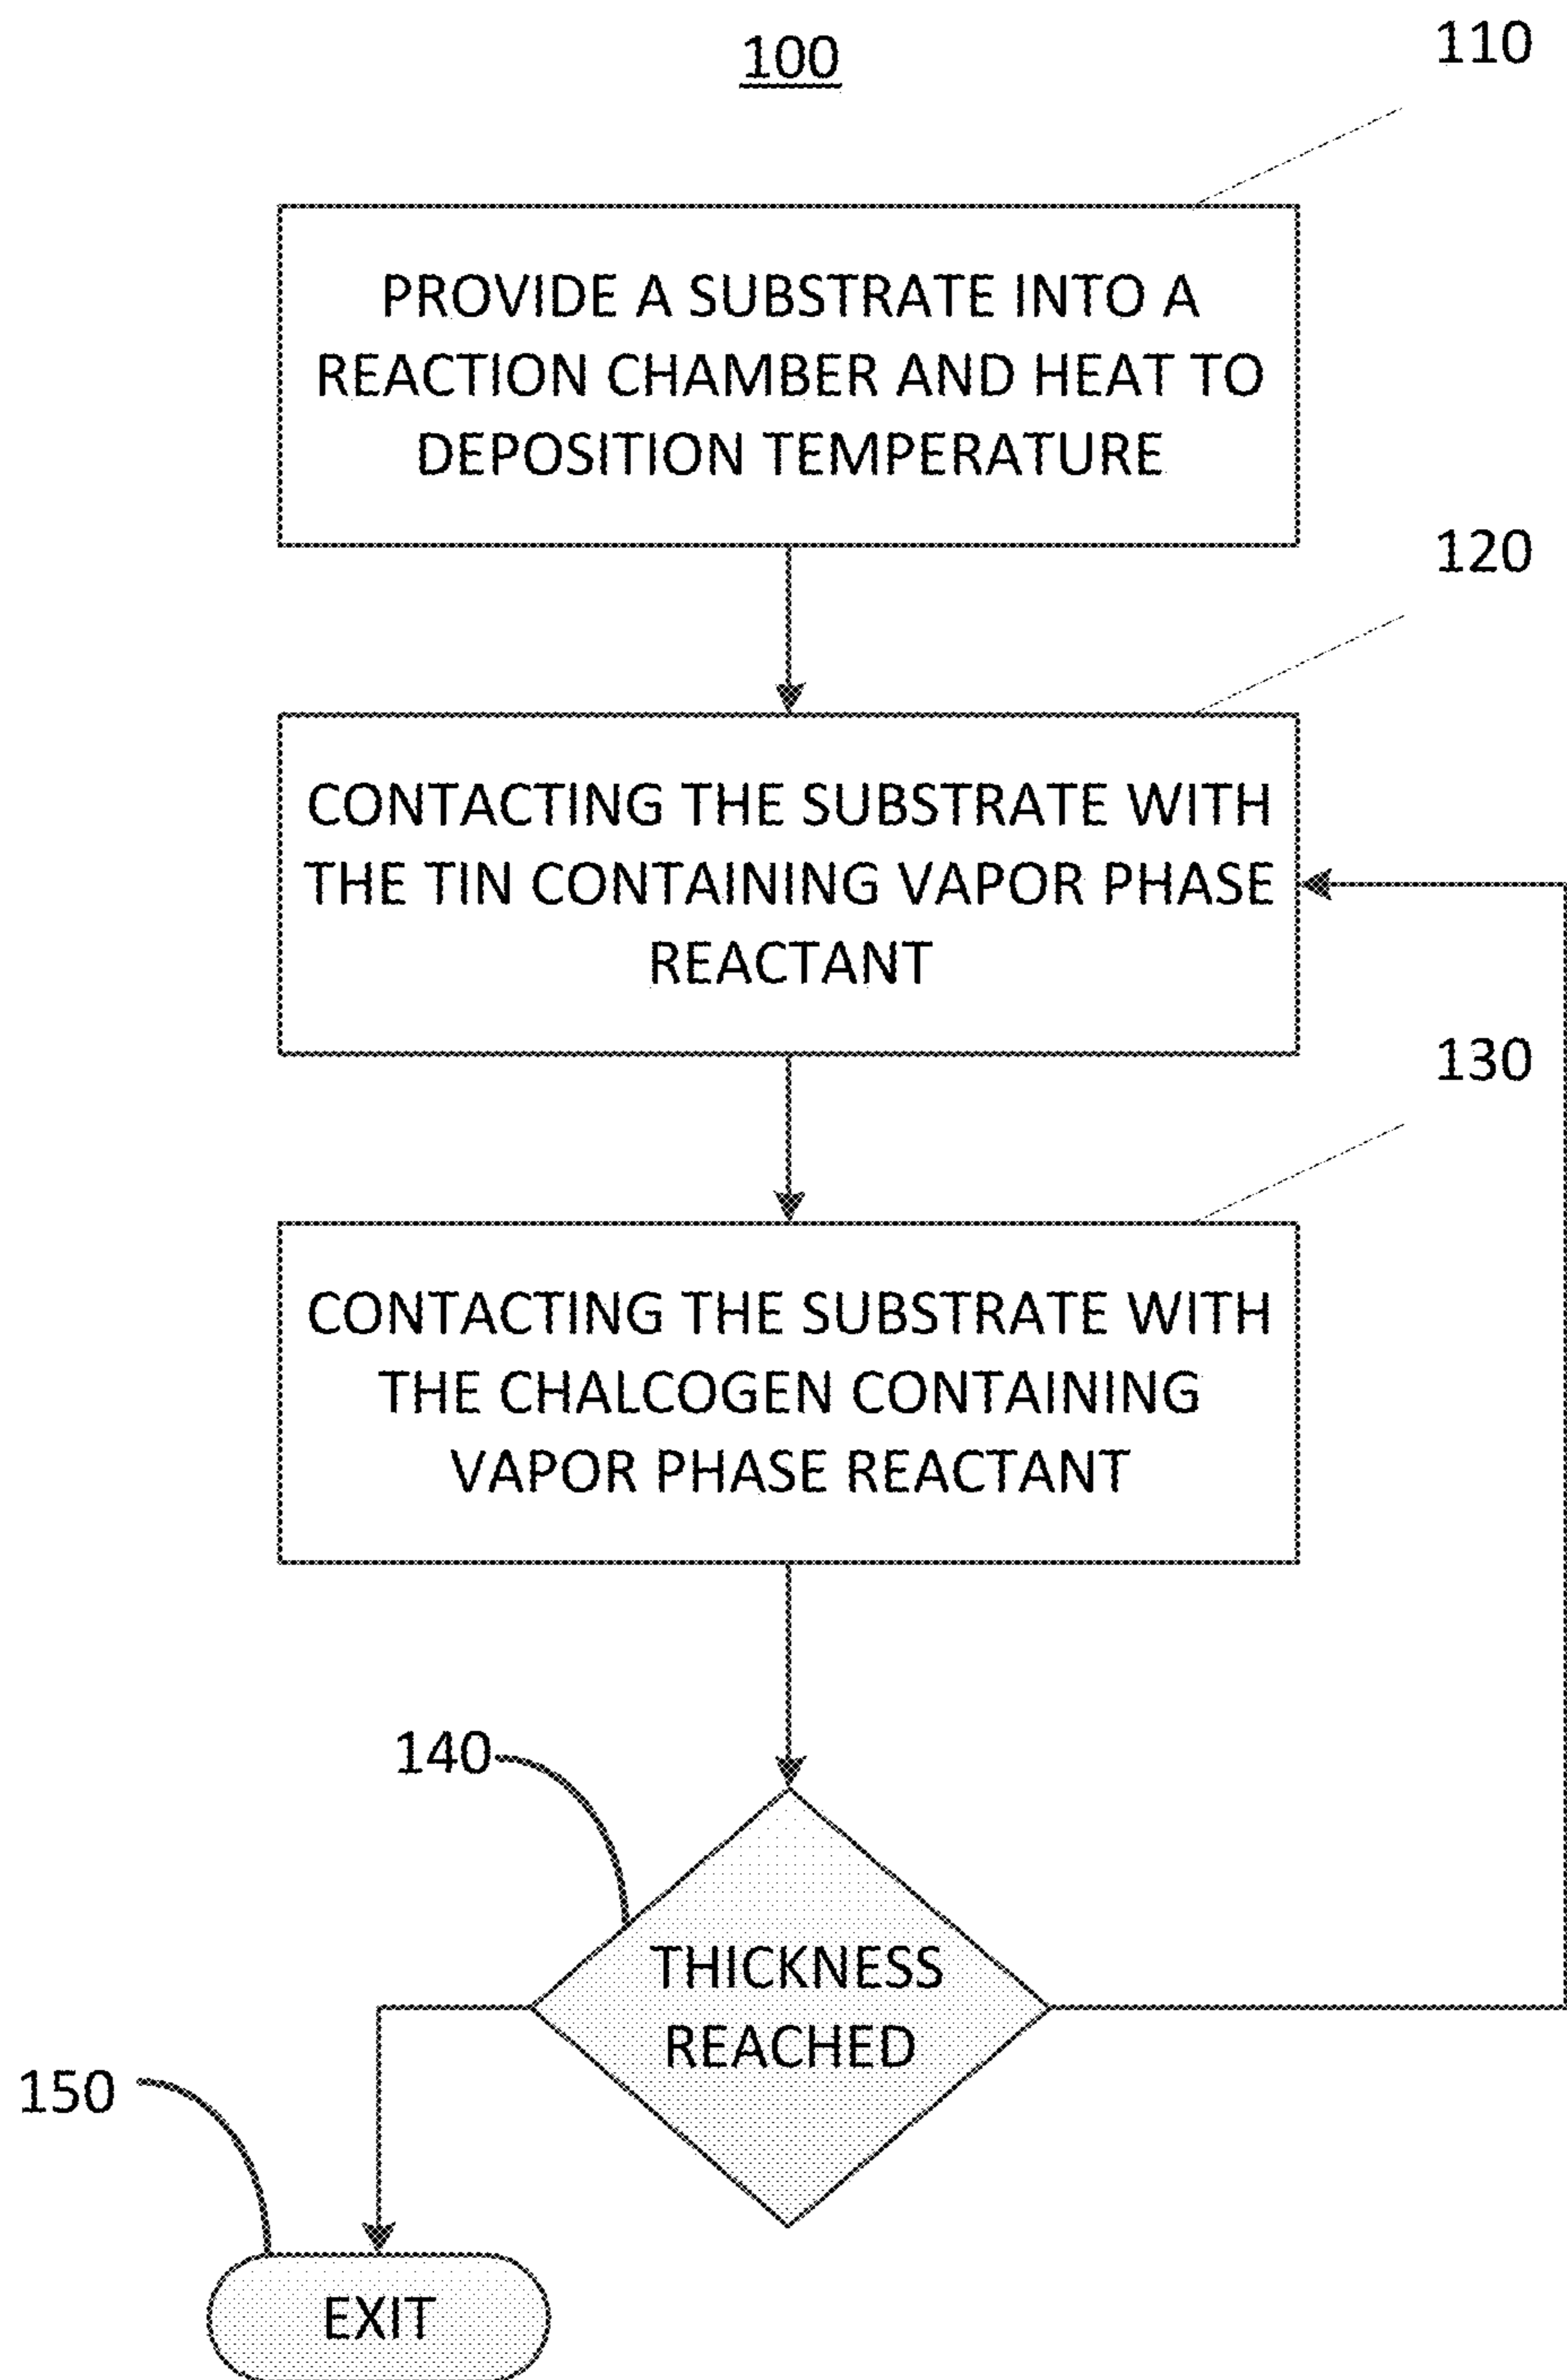 100
110
PROVIDE A SUBSTRATE INTO A
REACTION CHAMBER AND HEAT TO
DEPOSITION TEMPERATURE
120
CONTACTING THE SUBSTRATE WITH
THE TIN CONTAINING VAPOR PHASE
REACTANT
130
CONTACTING THE SUBSTRATE WITH
THE CHALCOGEN CONTAINING
VAPOR PHASE REACTANT
140
THICKNESS
REACHED
150
EXIT